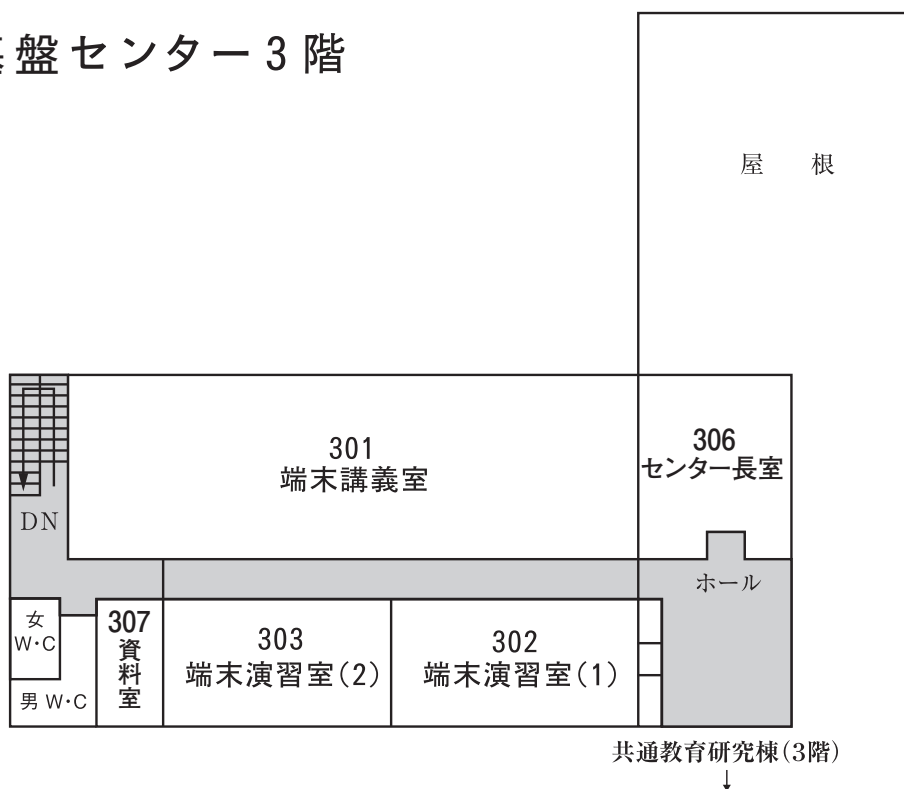 盤センター3階
屋 根
301
端末講義室
306
センター長室
DN
ホール
女
W・C
男 W・C
307
資料室
303
端末演習室(2)
302
端末演習室(1)
共通教育研究棟(3階)
↓